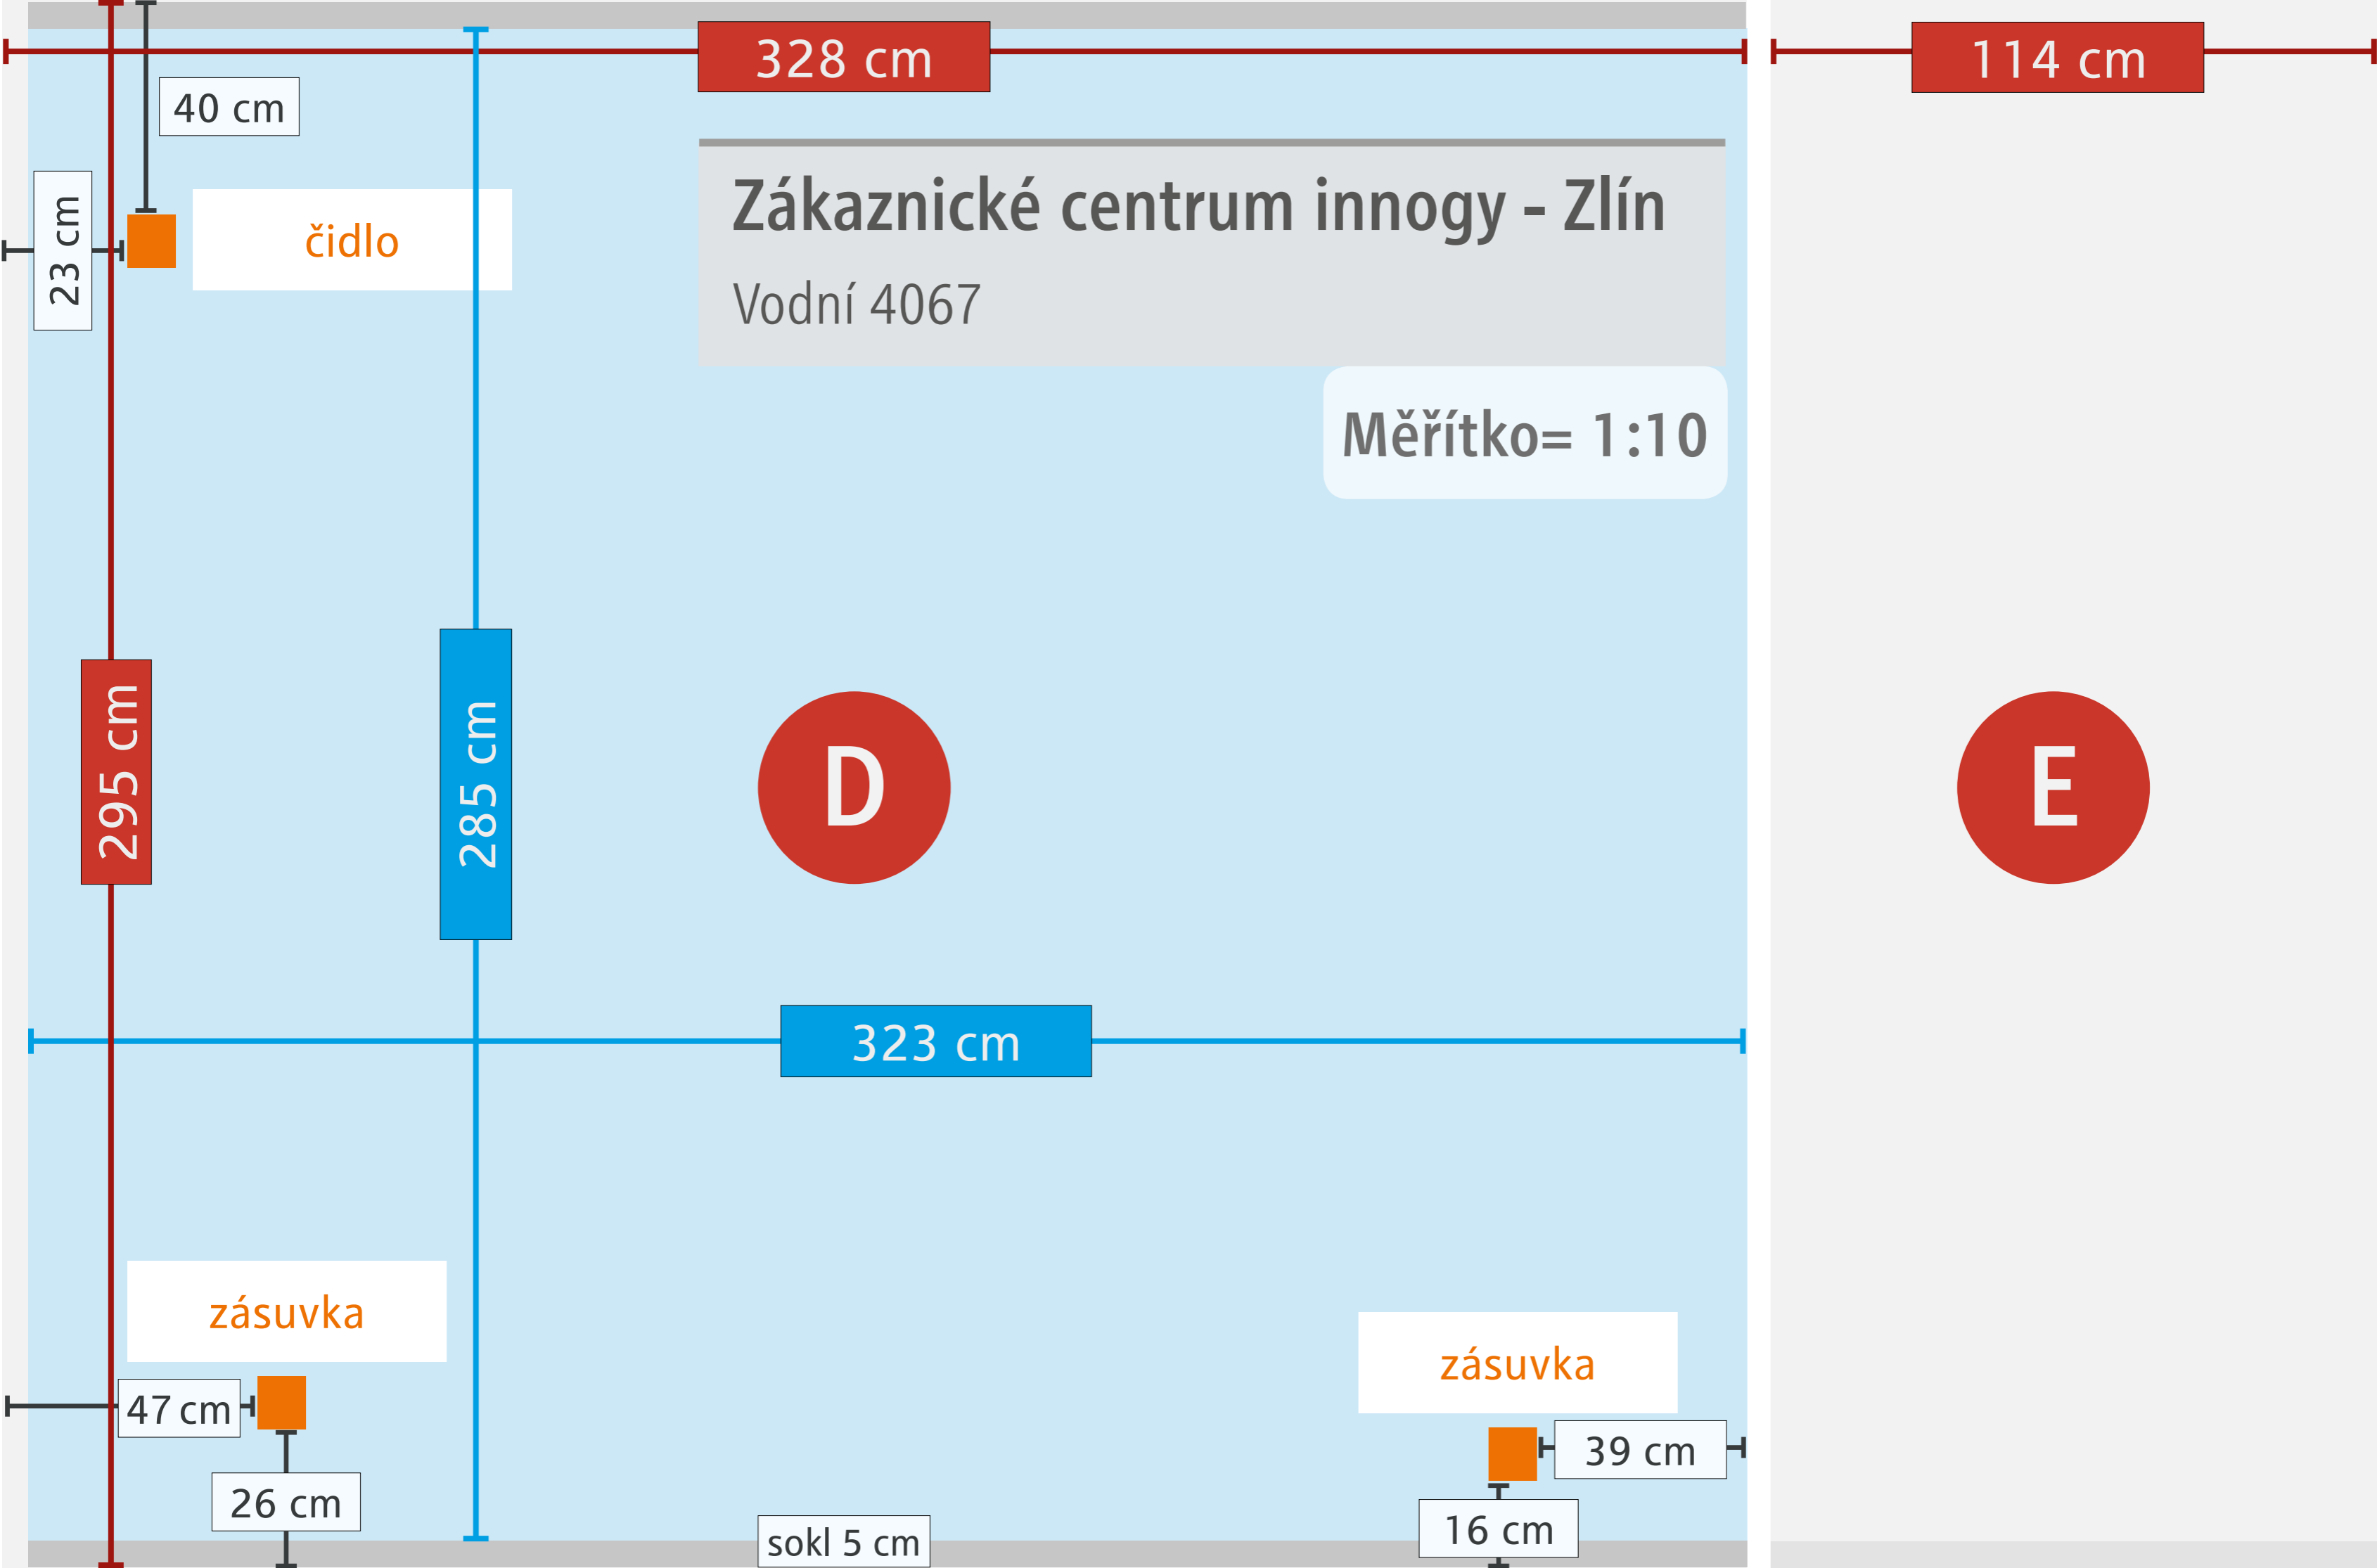 328 cm
114 cm
40 cm
23 cm
čidlo
Zákaznické centrum innogy - Zlín
Vodní 4067
Měřítko= 1:10
295 cm
285 cm
D
E
323 cm
zásuvka
zásuvka
47 cm
39 cm
26 cm
16 cm
sokl 5 cm